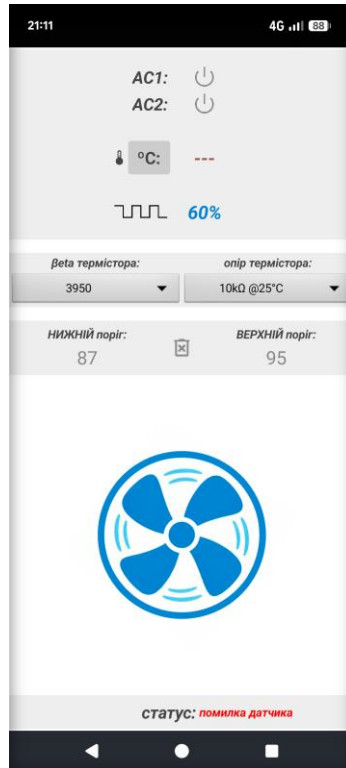 21:11 4G 88
AC1:
AC2:
°C: ---
60%
βeta термістора: опір термістора:
3950 10kΩ @25°C
НИЖНІЙ поріг: ВЕРХНІЙ поріг:
87 95
статус: помилка датчика